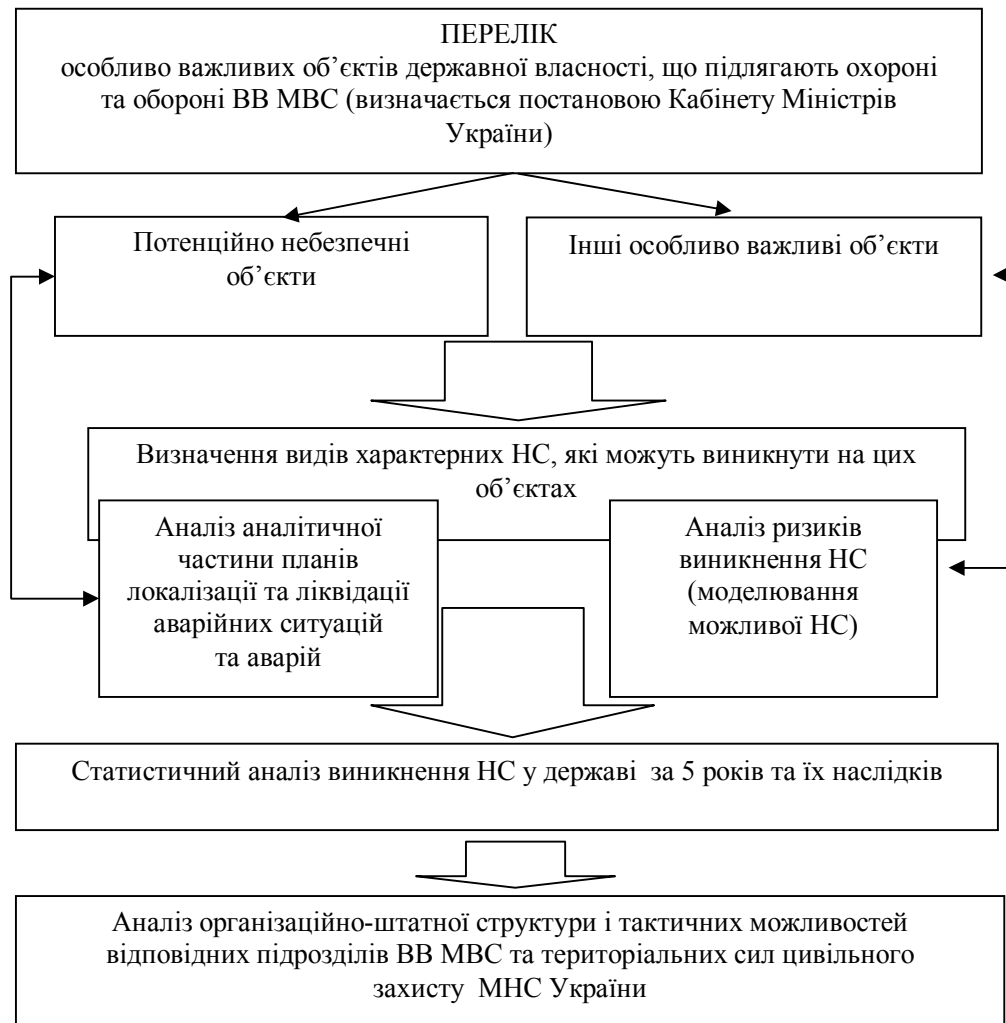 ПЕРЕЛІК
особливо важливих об’єктів державної власності, що підлягають охороні
та обороні ВВ МВС (визначається постановою Кабінету Міністрів
України)
Потенційно небезпечні
об’єкти
Інші особливо важливі об’єкти
Визначення видів характерних НС, які можуть виникнути на цих
об’єктах
Аналіз аналітичної
частини планів
локалізації та ліквідації
аварійних ситуацій
та аварій
Аналіз ризиків
виникнення НС
(моделювання
можливої НС)
Статистичний аналіз виникнення НС у державі за 5 років та їх наслідків
Аналіз організаційно-штатної структури і тактичних можливостей
відповідних підрозділів ВВ МВС та територіальних сил цивільного
захисту МНС України